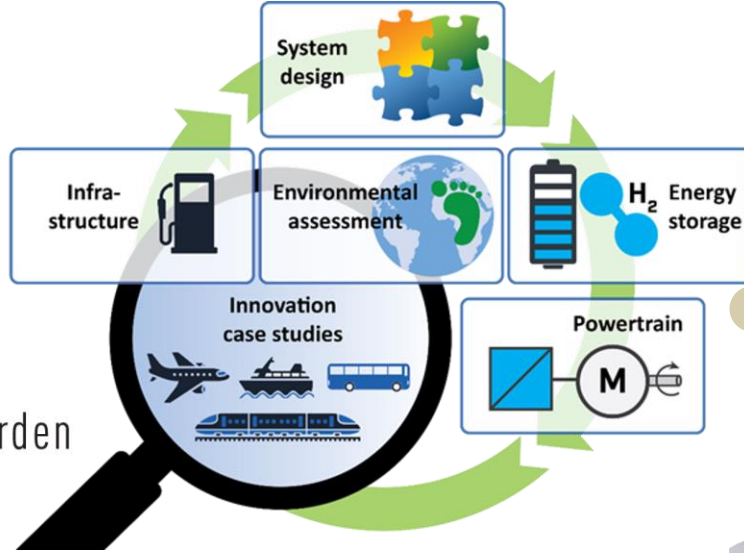 System
design
Infra-
structure
Environmental
assessment
H₂
Energy
storage
Innovation
case studies
Powertrain
M
rden